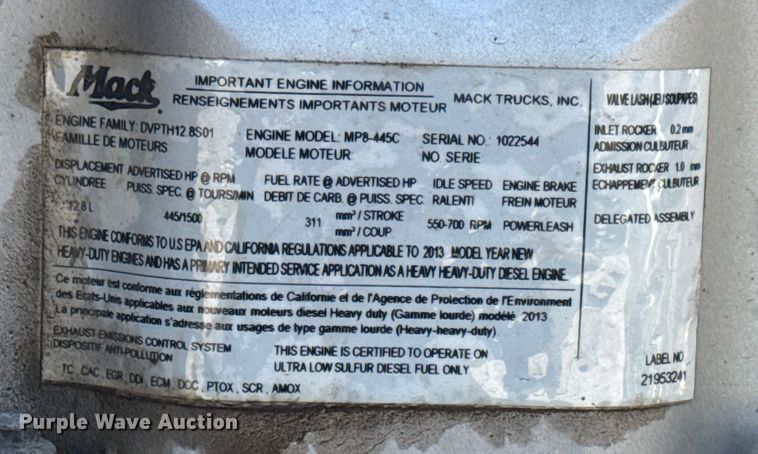 Mack
IMPORTANT ENGINE INFORMATION
RENSEIGNEMENTS IMPORTANTS MOTEUR
MACK TRUCKS, INC.
VALVE LASH (JEU SOUPAPES)
ENGINE FAMILY: DVPTH12.8S01
FAMILLE DE MOTEURS
ENGINE MODEL: MP8-445C
MODELE MOTEUR
SERIAL NO.: 1022544
NO. SERIE
INLET ROCKER 0.2 mm
ADMISSION CULBUTEUR
EXHAUST ROCKER 1.0 mm
ECHAPPEMENT CULBUTEUR
DISPLACEMENT
CYLINDREE
12.8 L
ADVERTISED HP @ RPM
PUISS. SPEC. @ TOURS/MIN
445/1500
FUEL RATE @ ADVERTISED HP
DEBIT DE CARB. @ PUISS. SPEC.
311 mm³ / STROKE
mm³ / COUP
IDLE SPEED
RALENTI
550-700 RPM
ENGINE BRAKE
FREIN MOTEUR
POWERLEASH
DELEGATED ASSEMBLY
THIS ENGINE CONFORMS TO U.S EPA AND CALIFORNIA REGULATIONS APPLICABLE TO 2013 MODEL YEAR NEW
HEAVY-DUTY ENGINES AND HAS A PRIMARY INTENDED SERVICE APPLICATION AS A HEAVY HEAVY-DUTY DIESEL ENGINE.
Ce moteur est conforme aux réglementations de Californie et de l'Agence de Protection de l'Environment
des Etats-Unis applicables aux nouveaux moteurs diesel Heavy duty (Gamme lourde) modèle 2013
La principale application s'adresse aux usages de type gamme lourde (Heavy-heavy-duty).
EXHAUST EMISSIONS CONTROL SYSTEM
DISPOSITIF ANTI-POLLUTION
TC, CAC, EGR, DDI, ECM, DOC, PTOX, SCR, AMOX
THIS ENGINE IS CERTIFIED TO OPERATE ON
ULTRA LOW SULFUR DIESEL FUEL ONLY
LABEL NO
21953241
Purple Wave Auction